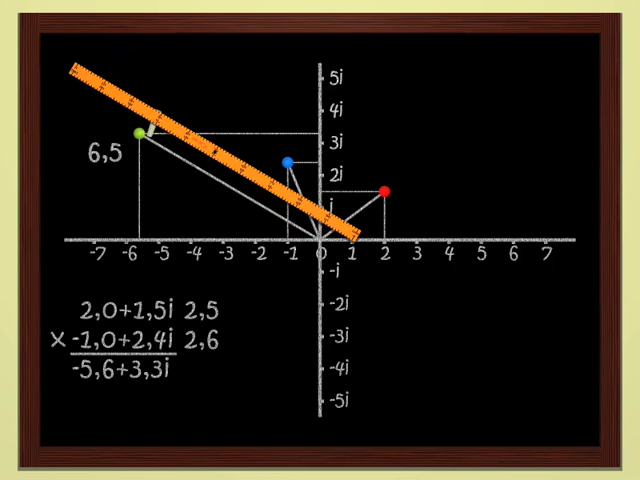 5i
4i
3i
6,5
2i
i
-7 -6 -5 -4 -3 -2 -1 0 1 2 3 4 5 6 7
-i
-2i
2,0+1,5i 2,5
x -1,0+2,4i 2,6
-3i
-5,6+3,3i
-4i
-5i